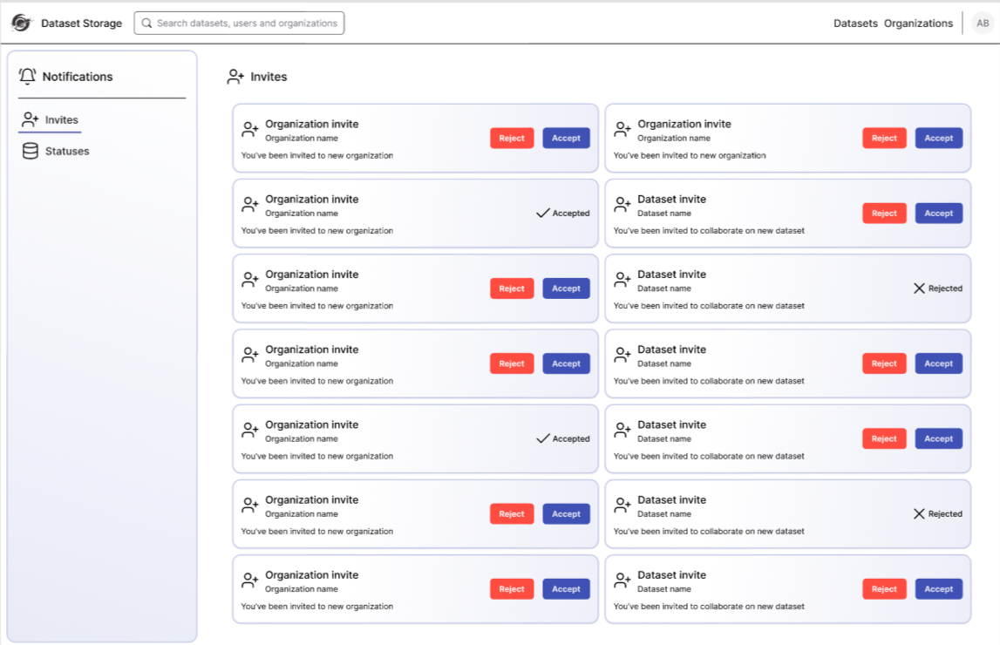 Dataset Storage
Search datasets, users and organizations
Datasets Organizations
AB
Notifications
Invites
Statuses
Invites
Organization invite
Organization name
Reject Accept
You've been invited to new organization
Organization invite
Organization name
Reject Accept
You've been invited to new organization
Organization invite
Organization name
Accepted
You've been invited to new organization
Dataset invite
Dataset name
Reject Accept
You've been invited to collaborate on new dataset
Organization invite
Organization name
Reject Accept
You've been invited to new organization
Dataset invite
Dataset name
Rejected
You've been invited to collaborate on new dataset
Organization invite
Organization name
Reject Accept
You've been invited to new organization
Dataset invite
Dataset name
Reject Accept
You've been invited to collaborate on new dataset
Organization invite
Organization name
Accepted
You've been invited to new organization
Dataset invite
Dataset name
Reject Accept
You've been invited to collaborate on new dataset
Organization invite
Organization name
Reject Accept
You've been invited to new organization
Dataset invite
Dataset name
Rejected
You've been invited to collaborate on new dataset
Organization invite
Organization name
Reject Accept
You've been invited to new organization
Dataset invite
Dataset name
Reject Accept
You've been invited to collaborate on new dataset